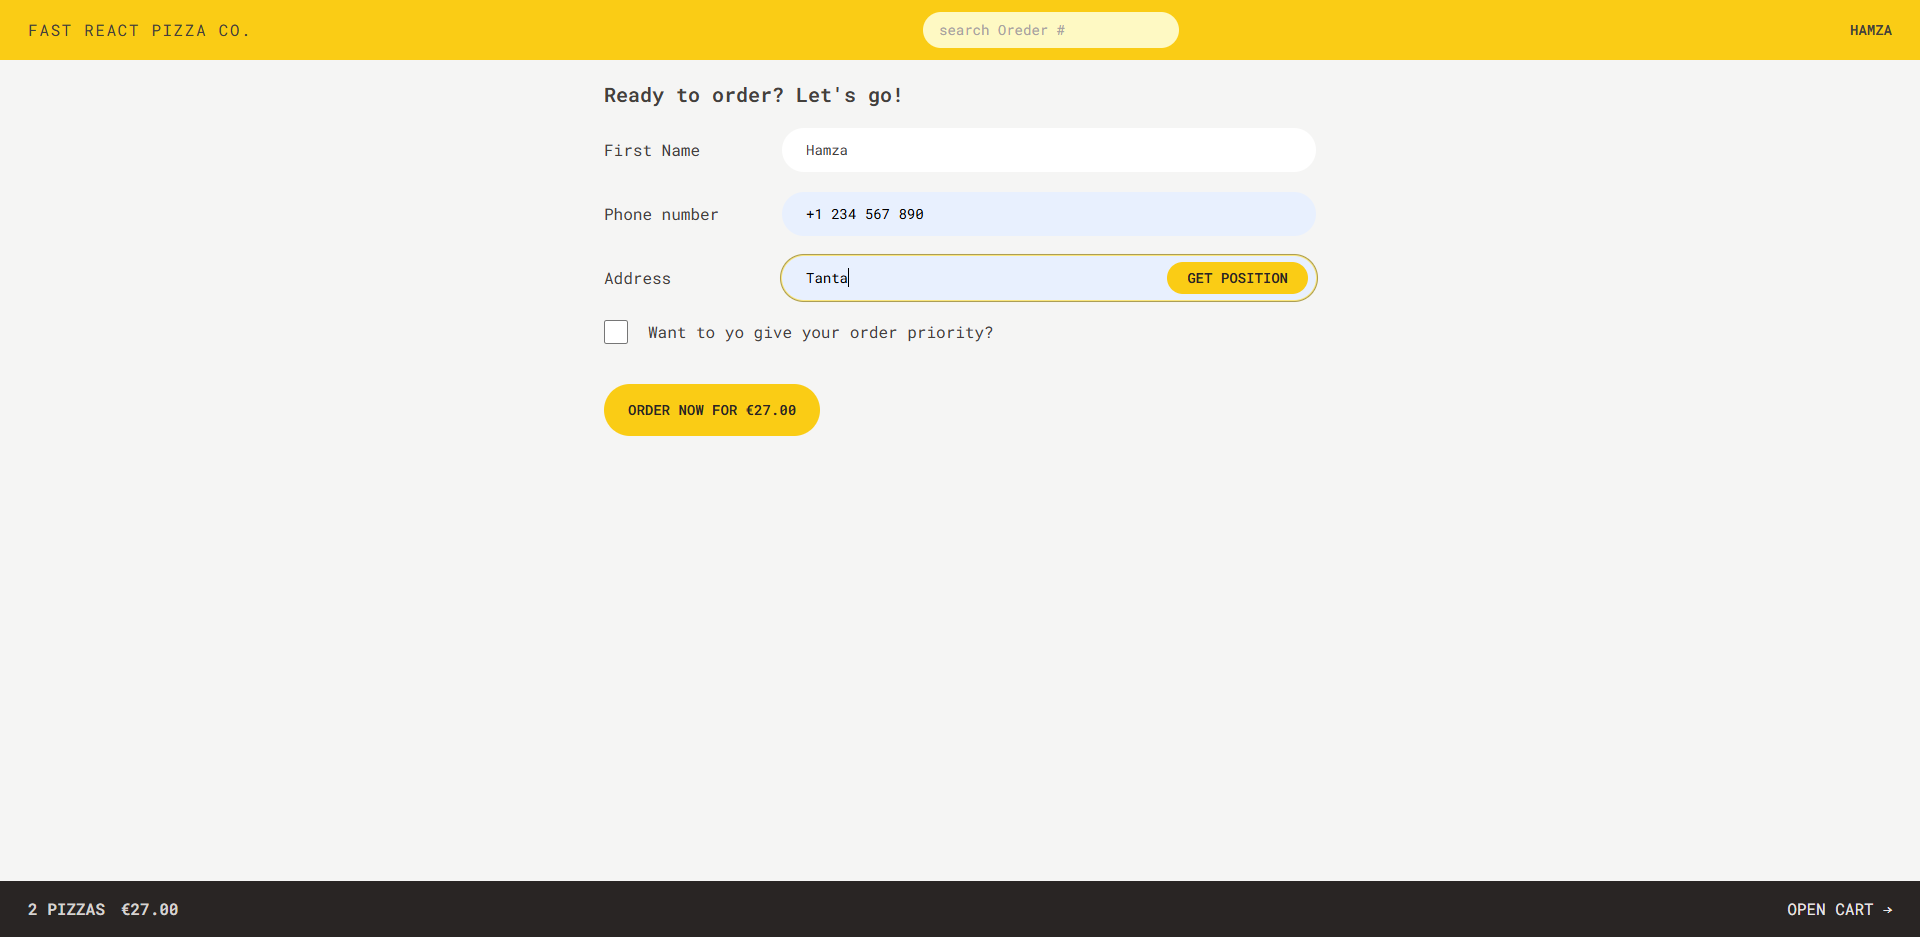 FAST REACT PIZZA CO.
search Oreder #
HAMZA
Ready to order? Let's go!
First Name
Hamza
Phone number
+1 234 567 890
Address
Tanta
GET POSITION
Want to yo give your order priority?
ORDER NOW FOR €27.00
2 PIZZAS €27.00
OPEN CART →